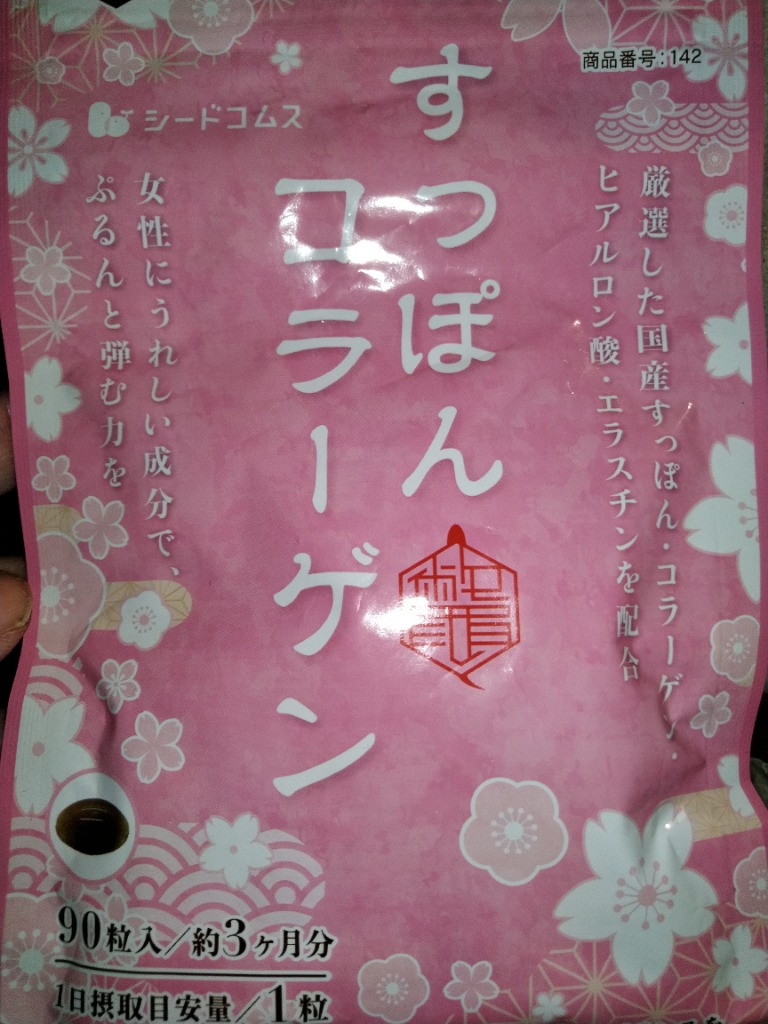 商品番号:142
シードコムス
すっぽん
コラーゲン
厳選した国産すっぽん・コラーゲン・
ヒアルロン酸・エラスチンを配合
女性にうれしい成分で、
ぷるんと弾む力を
90粒入/約3ヶ月分
1日摂取目安量/1粒